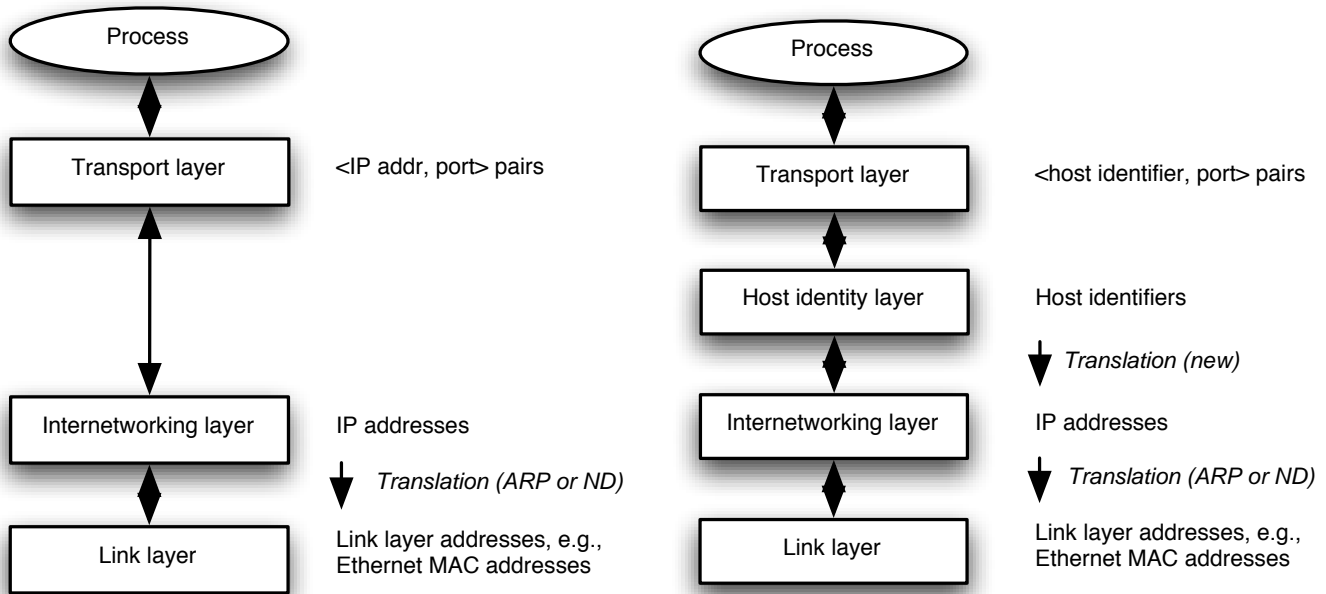 Process
Transport layer
<IP addr, port> pairs
Internetworking layer
IP addresses
Translation (ARP or ND)
Link layer
Link layer addresses, e.g.,
Ethernet MAC addresses
Process
Transport layer
<host identifier, port> pairs
Host identity layer
Host identifiers
Translation (new)
Internetworking layer
IP addresses
Translation (ARP or ND)
Link layer
Link layer addresses, e.g.,
Ethernet MAC addresses